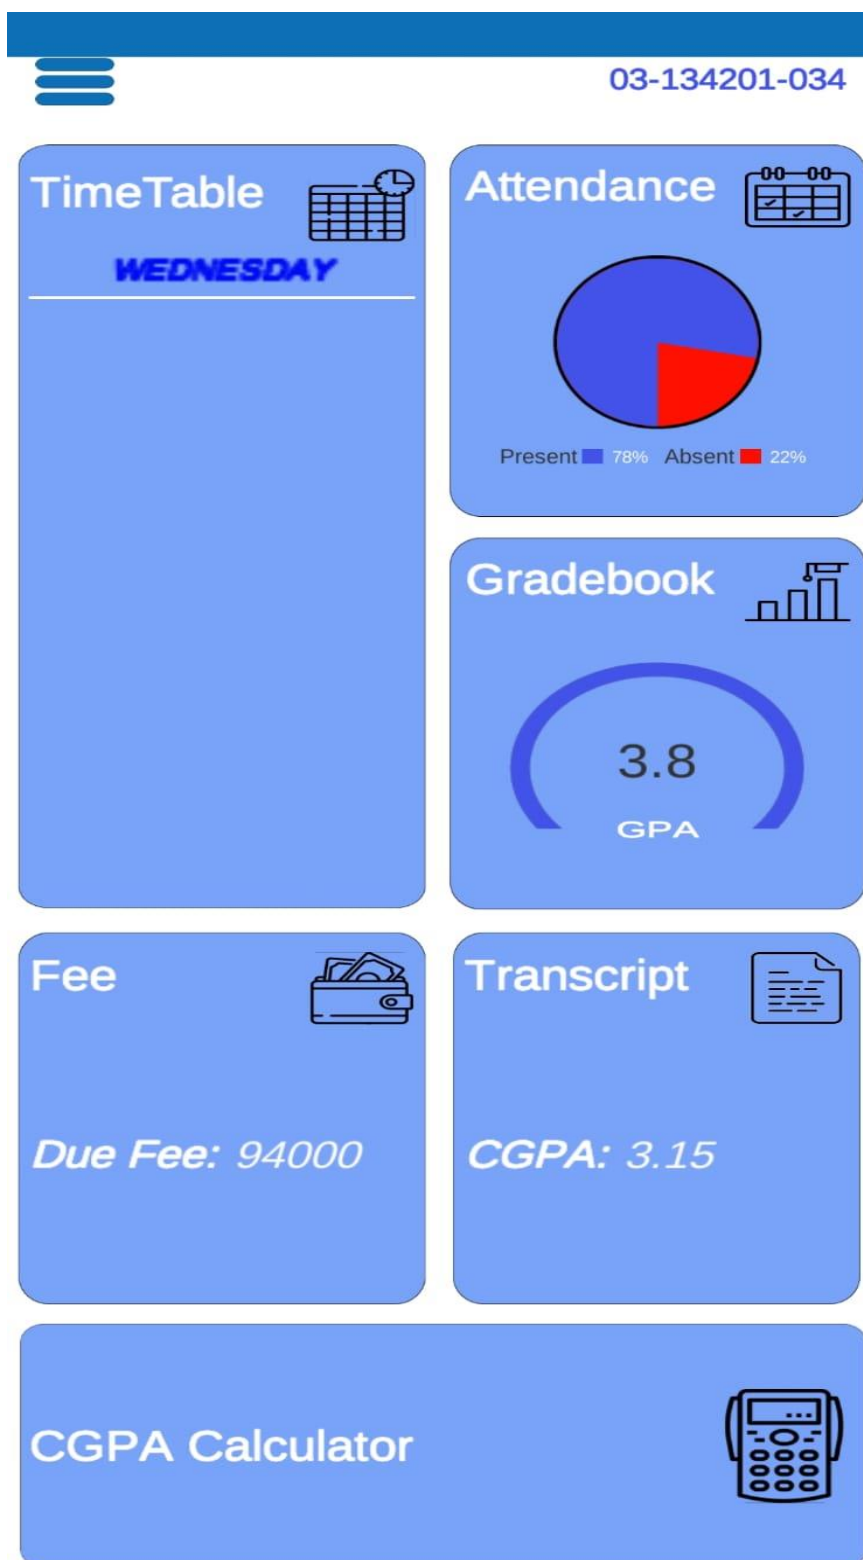 03-134201-034
TimeTable
WEDNESDAY
Attendance
Present 78% Absent 22%
Gradebook
3.8
GPA
Fee
Due Fee: 94000
Transcript
CGPA: 3.15
CGPA Calculator